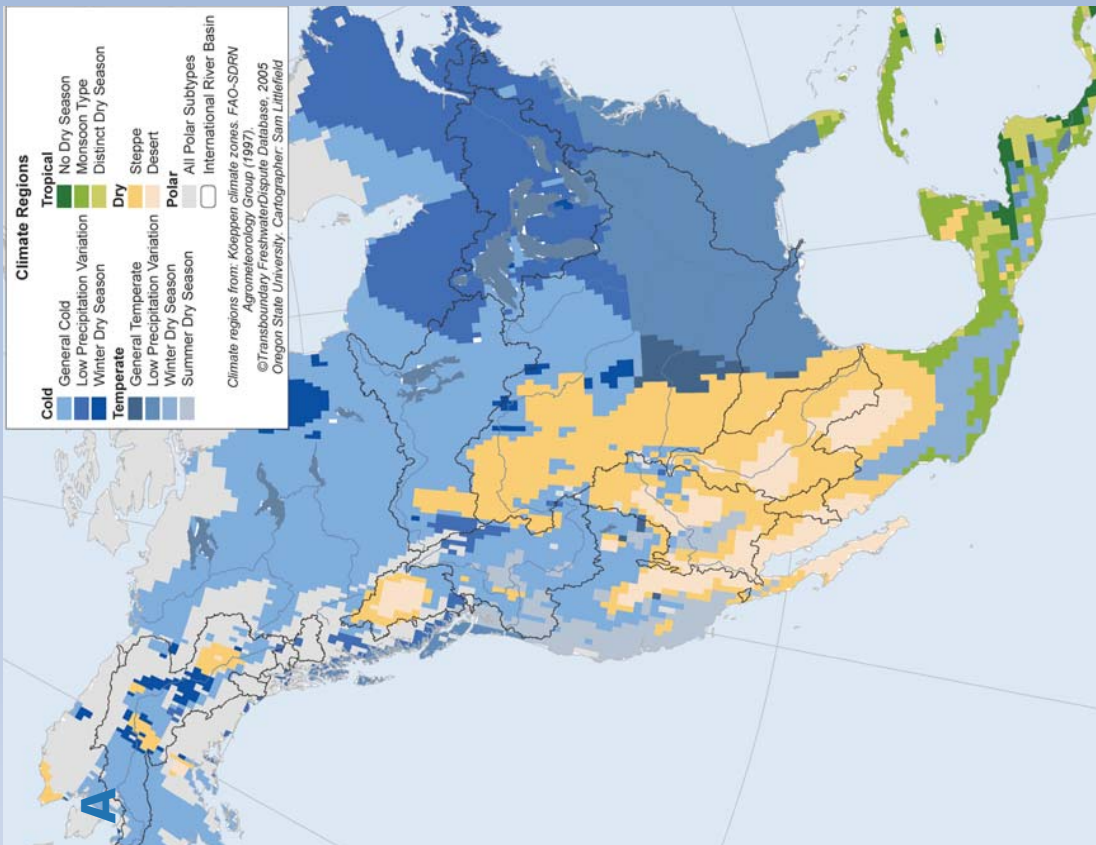 Climate Regions
Cold
General Cold
Low Precipitation Variation
Winter Dry Season
Temperate
General Temperate
Low Precipitation Variation
Winter Dry Season
Summer Dry Season
Tropical
No Dry Season
Monsoon Type
Distinct Dry Season
Dry
Steppe
Desert
Polar
All Polar Subtypes
International River Basin
Climate regions from: Köeppen climate zones. FAO-SDRN
Agrometeorology Group (1997).
©Transboundary FreshwaterDispute Database, 2005
Oregon State University. Cartographer: Sam Littlefield
A